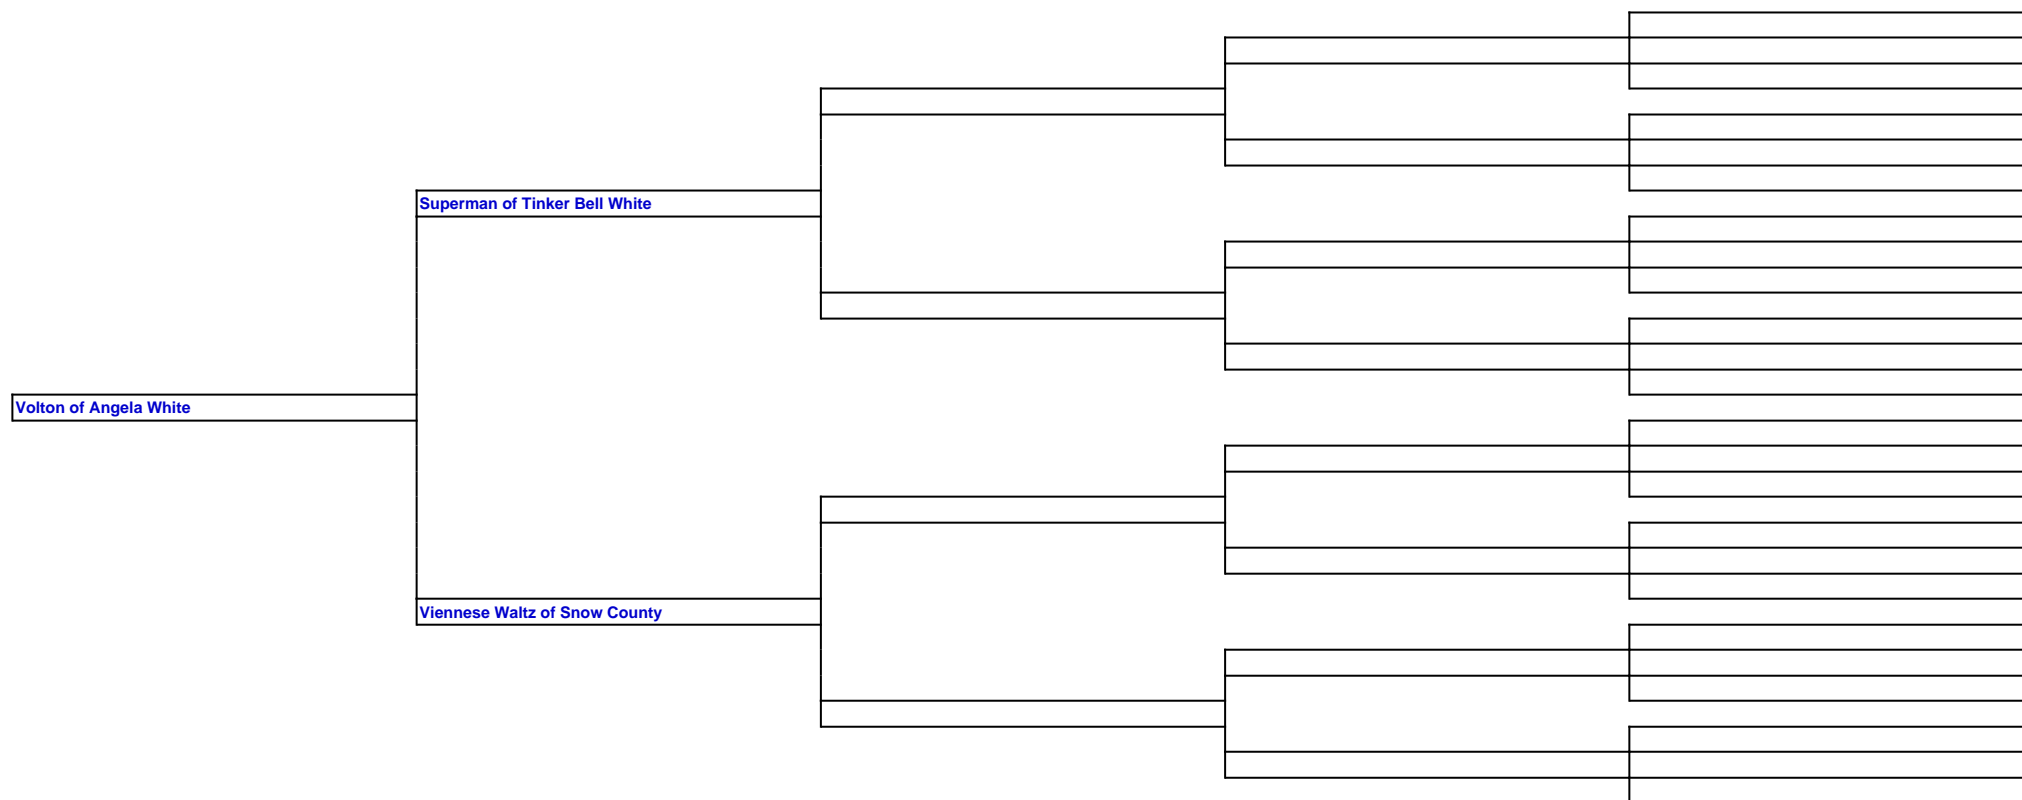 Superman of Tinker Bell White
Volton of Angela White
Viennese Waltz of Snow County